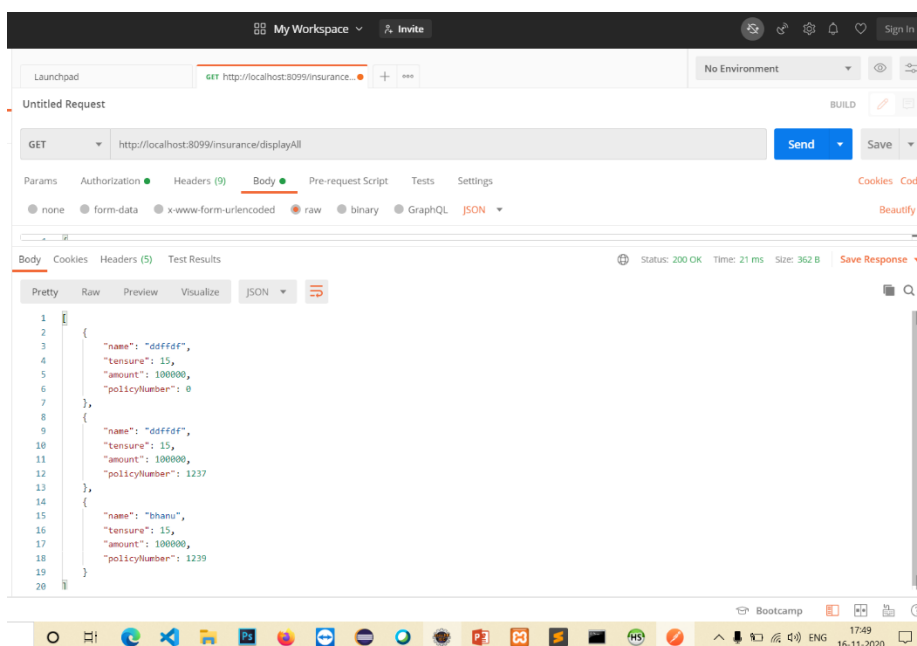 My Workspace
Invite
Sign In
Launchpad
GET http://localhost:8099/insurance...
No Environment
Untitled Request
BUILD
GET http://localhost:8099/insurance/displayAll
Send
Save
Params Authorization Headers (9) Body Pre-request Script Tests Settings
Cookies Cod
none form-data x-www-form-urlencoded raw binary GraphQL JSON
Beautify
Body Cookies Headers (5) Test Results
Status: 200 OK Time: 21 ms Size: 362 B Save Response
Pretty Raw Preview Visualize JSON
1 [
2 {
3 "name": "ddffdf",
4 "tensure": 15,
5 "amount": 100000,
6 "policyNumber": 0
7 },
8 {
9 "name": "ddffdf",
10 "tensure": 15,
11 "amount": 100000,
12 "policyNumber": 1237
13 },
14 {
15 "name": "bhanu",
16 "tensure": 15,
17 "amount": 100000,
18 "policyNumber": 1239
19 }
20 ]
Bootcamp
Ps
HS
ENG
17:49
16-11-2020